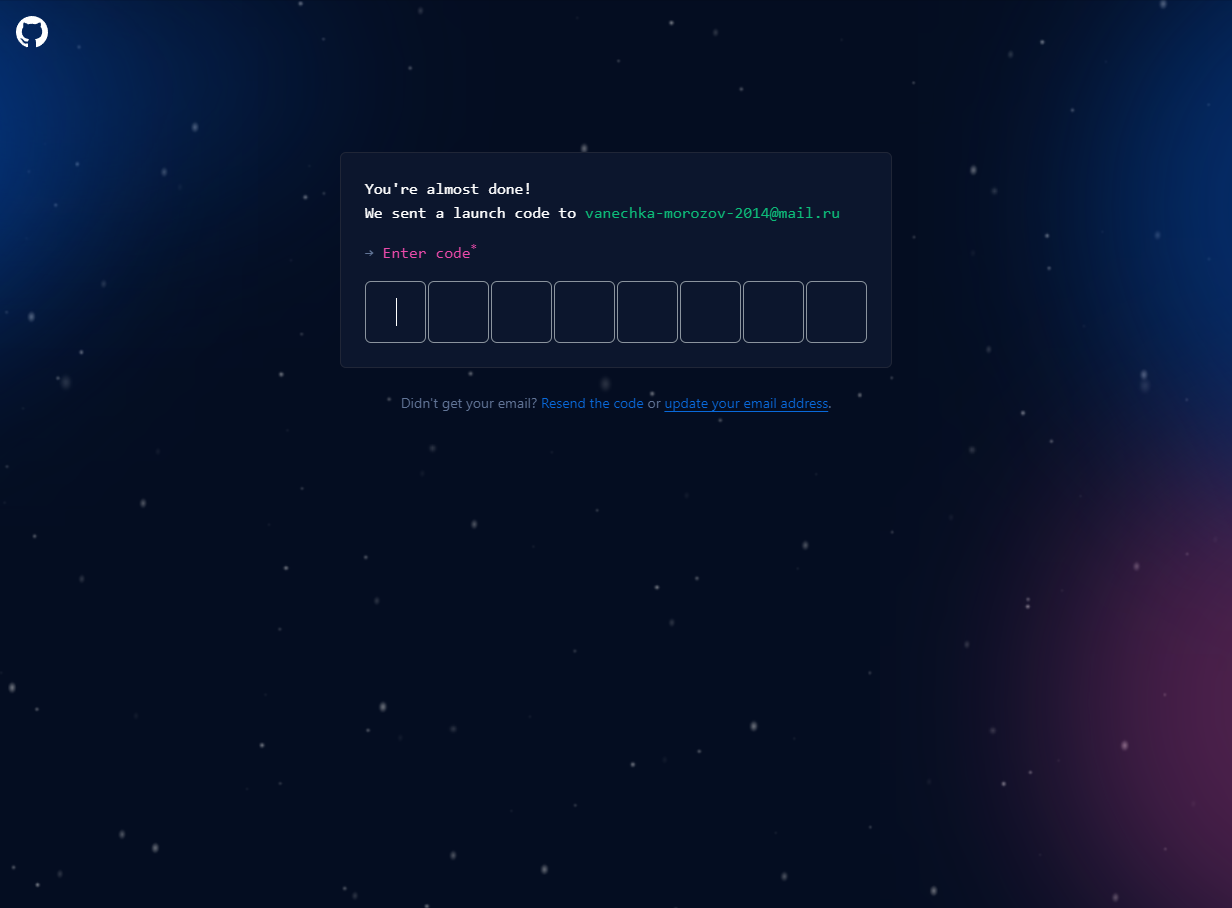 You're almost done!
We sent a launch code to vanechka-morozov-2014@mail.ru
→ Enter code*
Didn't get your email? Resend the code or update your email address.